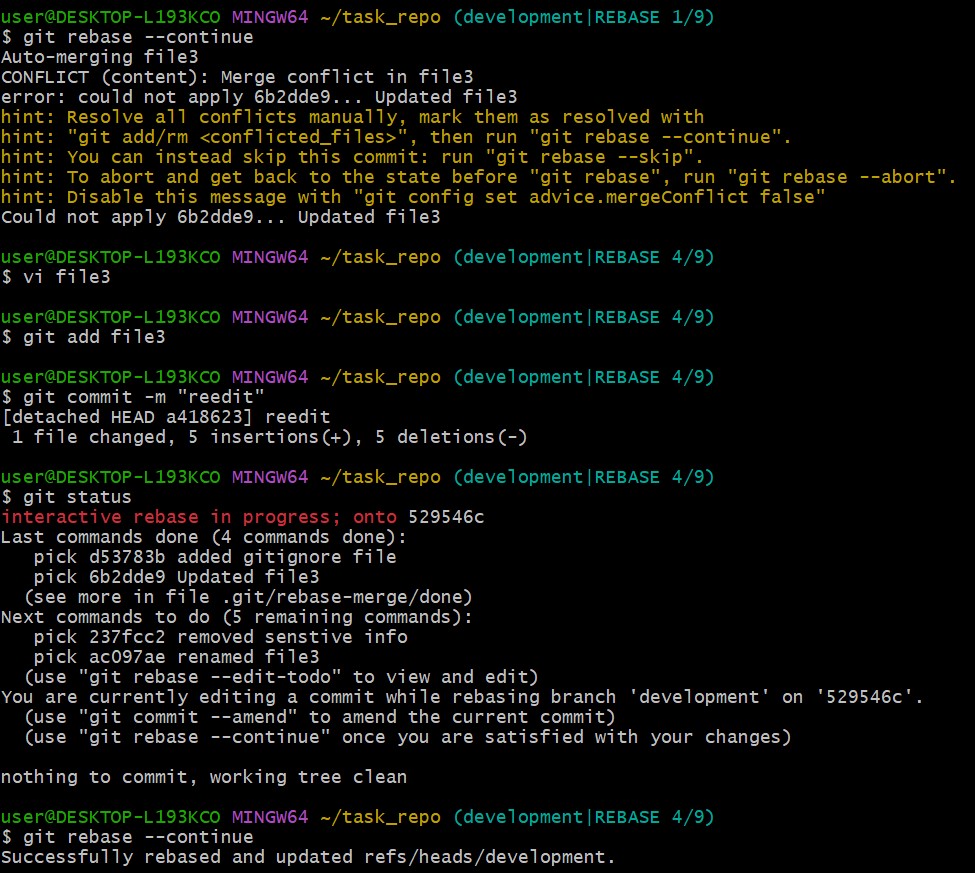 user@DESKTOP-L193KCO MINGW64 ~/task_repo (development|REBASE 1/9)
$ git rebase --continue
Auto-merging file3
CONFLICT (content): Merge conflict in file3
error: could not apply 6b2dde9... Updated file3
hint: Resolve all conflicts manually, mark them as resolved with
hint: "git add/rm <conflicted_files>", then run "git rebase --continue".
hint: You can instead skip this commit: run "git rebase --skip".
hint: To abort and get back to the state before "git rebase", run "git rebase --abort".
hint: Disable this message with "git config set advice.mergeConflict false"
Could not apply 6b2dde9... Updated file3
user@DESKTOP-L193KCO MINGW64 ~/task_repo (development|REBASE 4/9)
$ vi file3
user@DESKTOP-L193KCO MINGW64 ~/task_repo (development|REBASE 4/9)
$ git add file3
user@DESKTOP-L193KCO MINGW64 ~/task_repo (development|REBASE 4/9)
$ git commit -m "reedit"
[detached HEAD a418623] reedit
 1 file changed, 5 insertions(+), 5 deletions(-)
user@DESKTOP-L193KCO MINGW64 ~/task_repo (development|REBASE 4/9)
$ git status
interactive rebase in progress; onto 529546c
Last commands done (4 commands done):
   pick d53783b added gitignore file
   pick 6b2dde9 Updated file3
  (see more in file .git/rebase-merge/done)
Next commands to do (5 remaining commands):
   pick 237fcc2 removed senstive info
   pick ac097ae renamed file3
  (use "git rebase --edit-todo" to view and edit)
You are currently editing a commit while rebasing branch 'development' on '529546c'.
  (use "git commit --amend" to amend the current commit)
  (use "git rebase --continue" once you are satisfied with your changes)
nothing to commit, working tree clean
user@DESKTOP-L193KCO MINGW64 ~/task_repo (development|REBASE 4/9)
$ git rebase --continue
Successfully rebased and updated refs/heads/development.